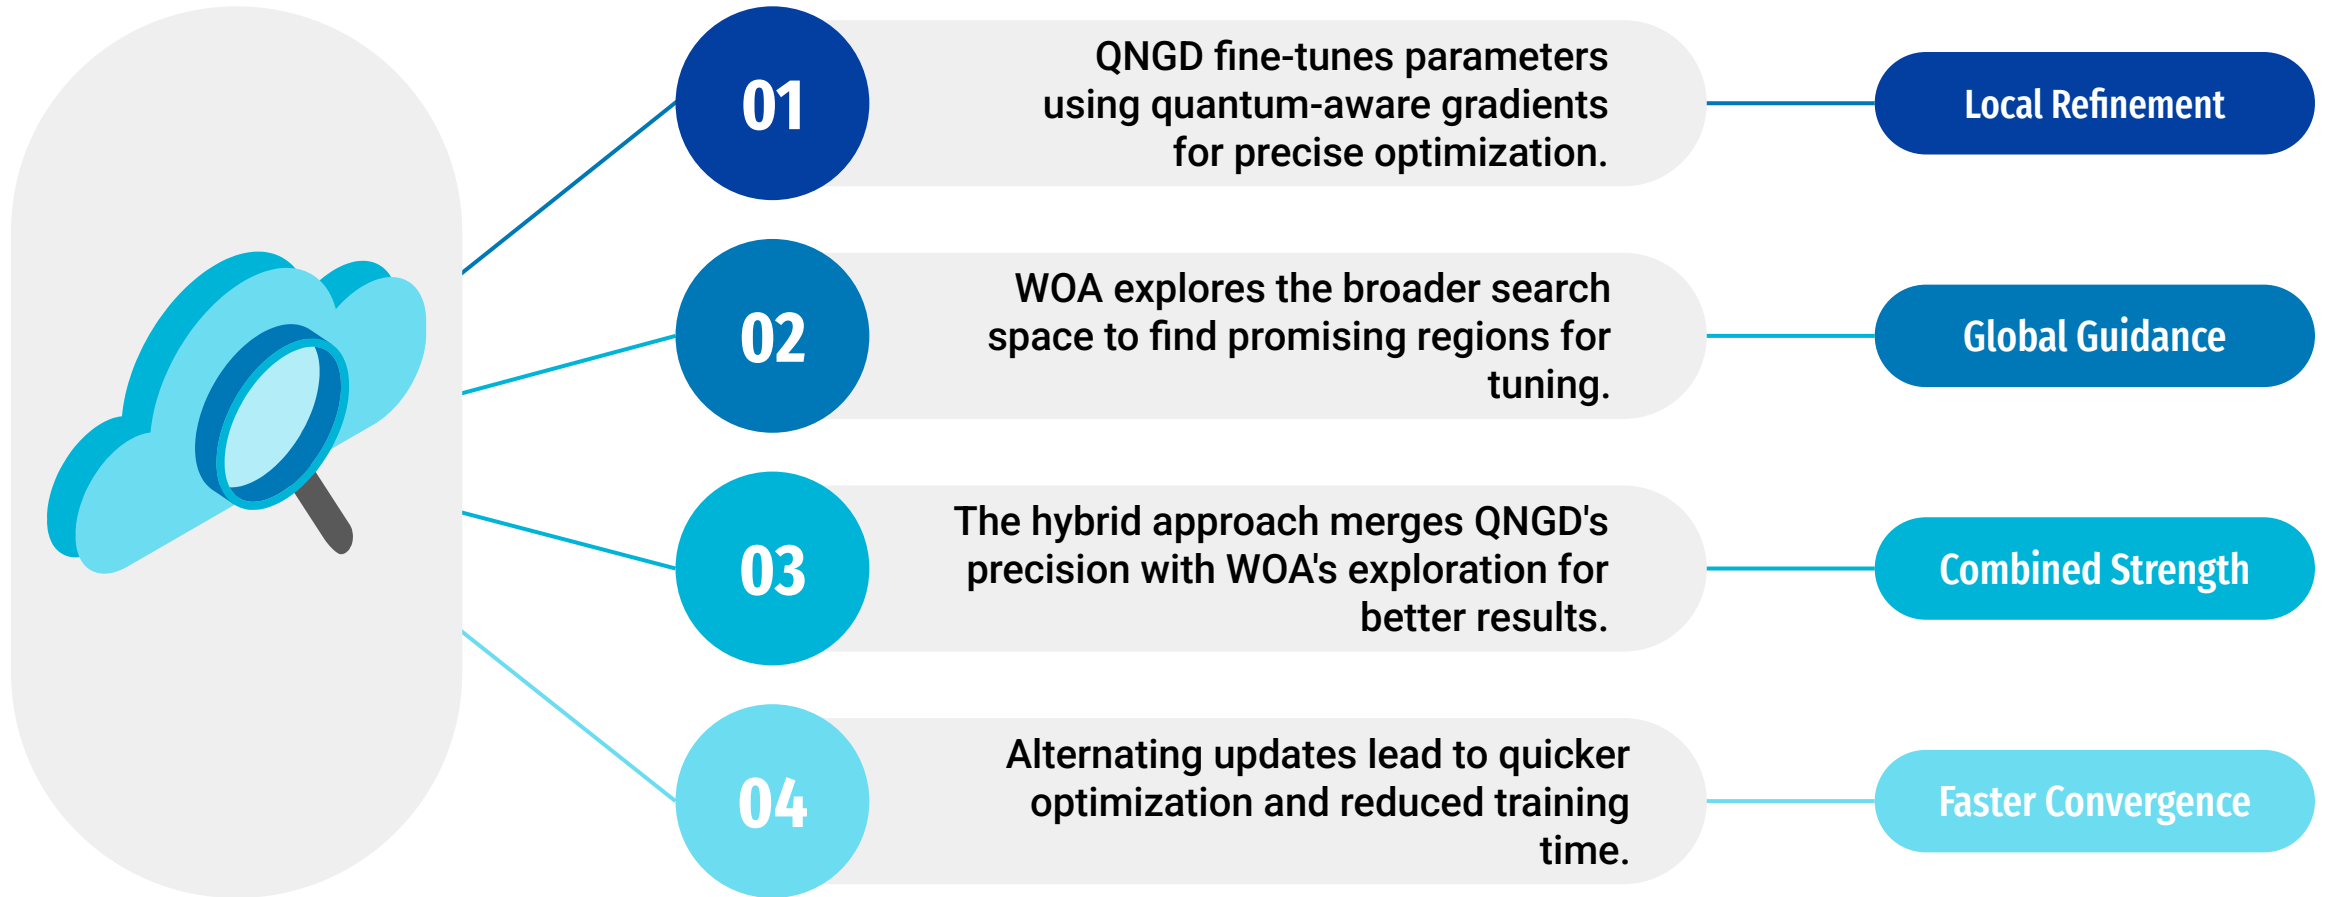 01
QNGD fine-tunes parameters
using quantum-aware gradients
for precise optimization.
Local Refinement
02
WOA explores the broader search
space to find promising regions for
tuning.
Global Guidance
03
The hybrid approach merges QNGD's
precision with WOA's exploration for
better results.
Combined Strength
04
Alternating updates lead to quicker
optimization and reduced training
time.
Faster Convergence